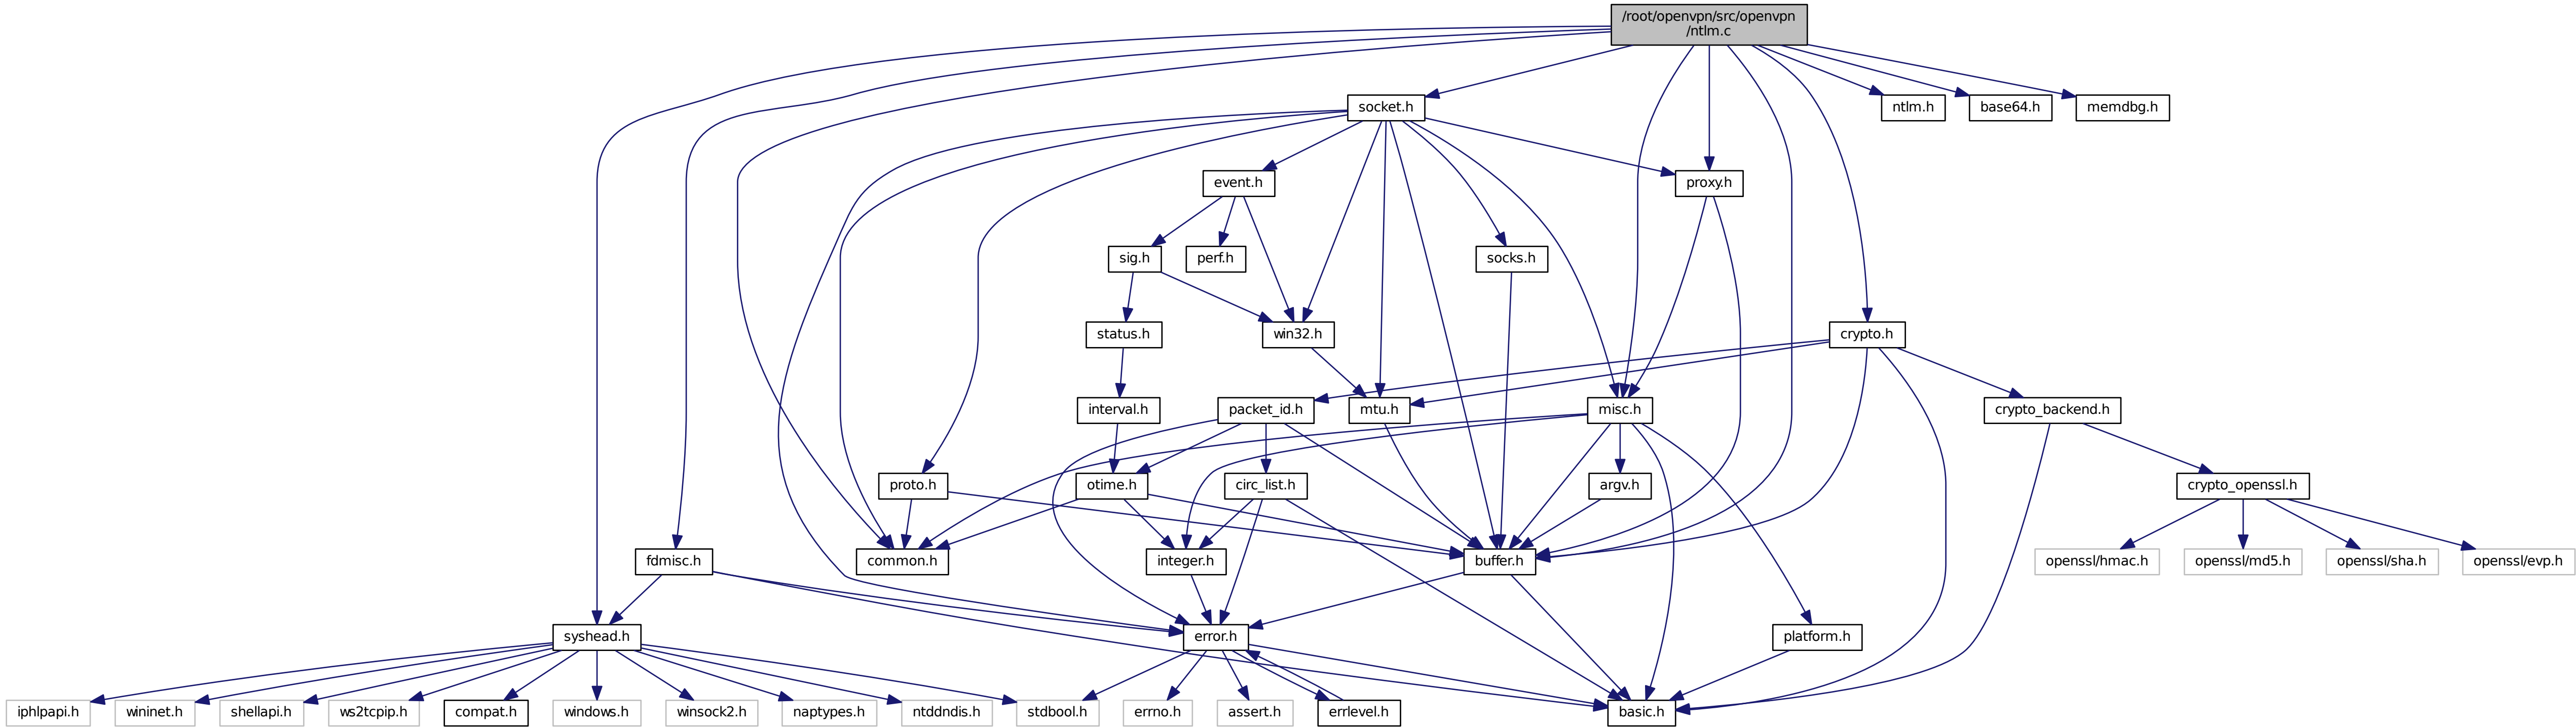 /root/openvpn/src/openvpn
/ntlm.c
socket.h
ntlm.h
base64.h
memdbg.h
event.h
proxy.h
sig.h
perf.h
socks.h
status.h
win32.h
crypto.h
interval.h
packet_id.h
mtu.h
misc.h
crypto_backend.h
proto.h
otime.h
circ_list.h
argv.h
crypto_openssl.h
fdmisc.h
common.h
integer.h
buffer.h
openssl/hmac.h
openssl/md5.h
openssl/sha.h
openssl/evp.h
syshead.h
error.h
platform.h
iphlpapi.h
wininet.h
shellapi.h
ws2tcpip.h
compat.h
windows.h
winsock2.h
naptypes.h
ntddndis.h
stdbool.h
errno.h
assert.h
errlevel.h
basic.h